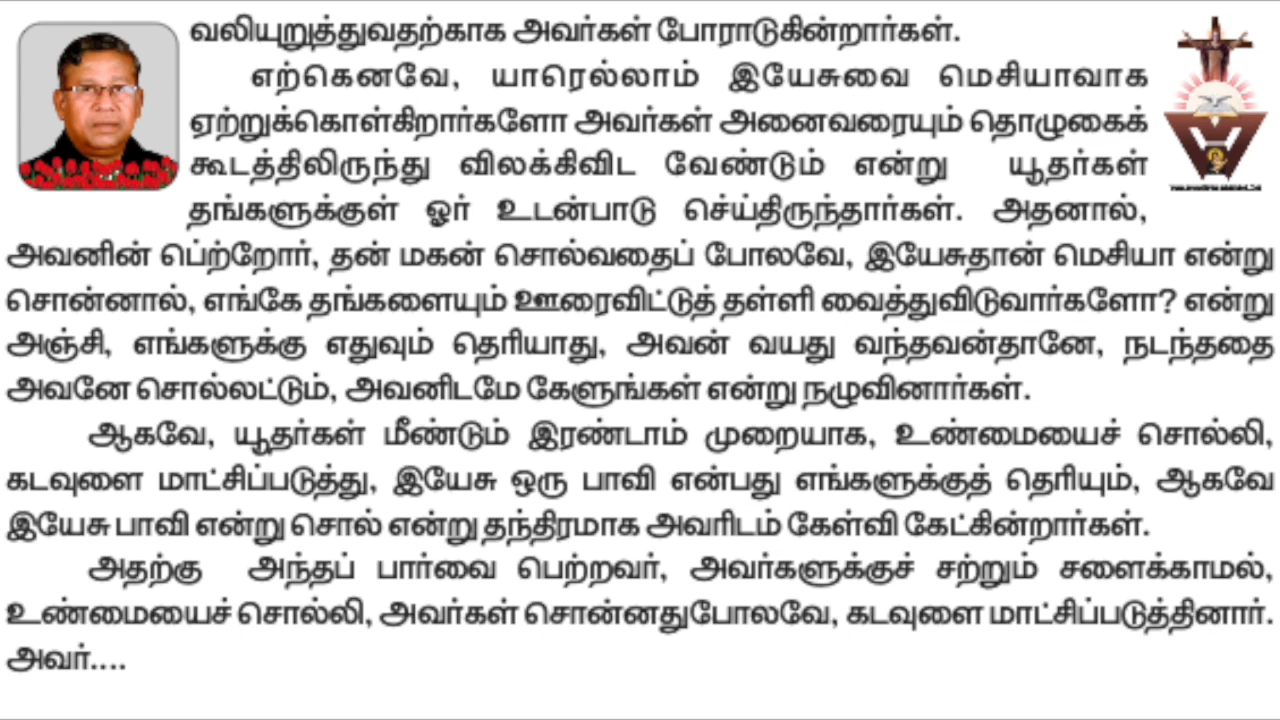 வலியுறுத்துவதற்காக அவர்கள் போராடுகின்றார்கள்.
எற்கெனவே, யாரெல்லாம் இயேசுவை மெசியாவாக
ஏற்றுக்கொள்கிறார்களோ அவர்கள் அனைவரையும் தொழுகைக்
கூடத்திலிருந்து விலக்கிவிட வேண்டும் என்று யூதர்கள்
தங்களுக்குள் ஓர் உடன்பாடு செய்திருந்தார்கள். அதனால்,
அவனின் பெற்றோர், தன் மகன் சொல்வதைப் போலவே, இயேசுதான் மெசியா என்று
சொன்னால், எங்கே தங்களையும் ஊரைவிட்டுத் தள்ளி வைத்துவிடுவார்களோ? என்று
அஞ்சி, எங்களுக்கு எதுவும் தெரியாது, அவன் வயது வந்தவன்தானே, நடந்ததை
அவனே சொல்லட்டும், அவனிடமே கேளுங்கள் என்று நழுவினார்கள்.
ஆகவே, யூதர்கள் மீண்டும் இரண்டாம் முறையாக, உண்மையைச் சொல்லி,
கடவுளை மாட்சிப்படுத்து, இயேசு ஒரு பாவி என்பது எங்களுக்குத் தெரியும், ஆகவே
இயேசு பாவி என்று சொல் என்று தந்திரமாக அவரிடம் கேள்வி கேட்கின்றார்கள்.
அதற்கு அந்தப் பார்வை பெற்றவர், அவர்களுக்குச் சற்றும் சளைக்காமல்,
உண்மையைச் சொல்லி, அவர்கள் சொன்னதுபோலவே, கடவுளை மாட்சிப்படுத்தினார்.
அவர்....